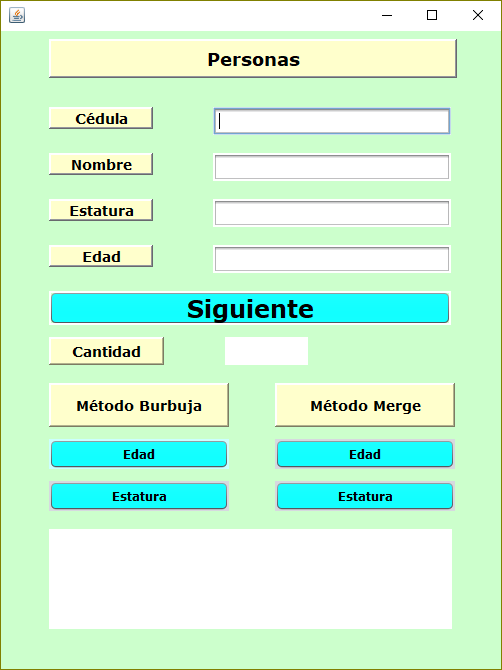 Personas
Cédula
Nombre
Estatura
Edad
Siguiente
Cantidad
Método Burbuja
Método Merge
Edad
Edad
Estatura
Estatura